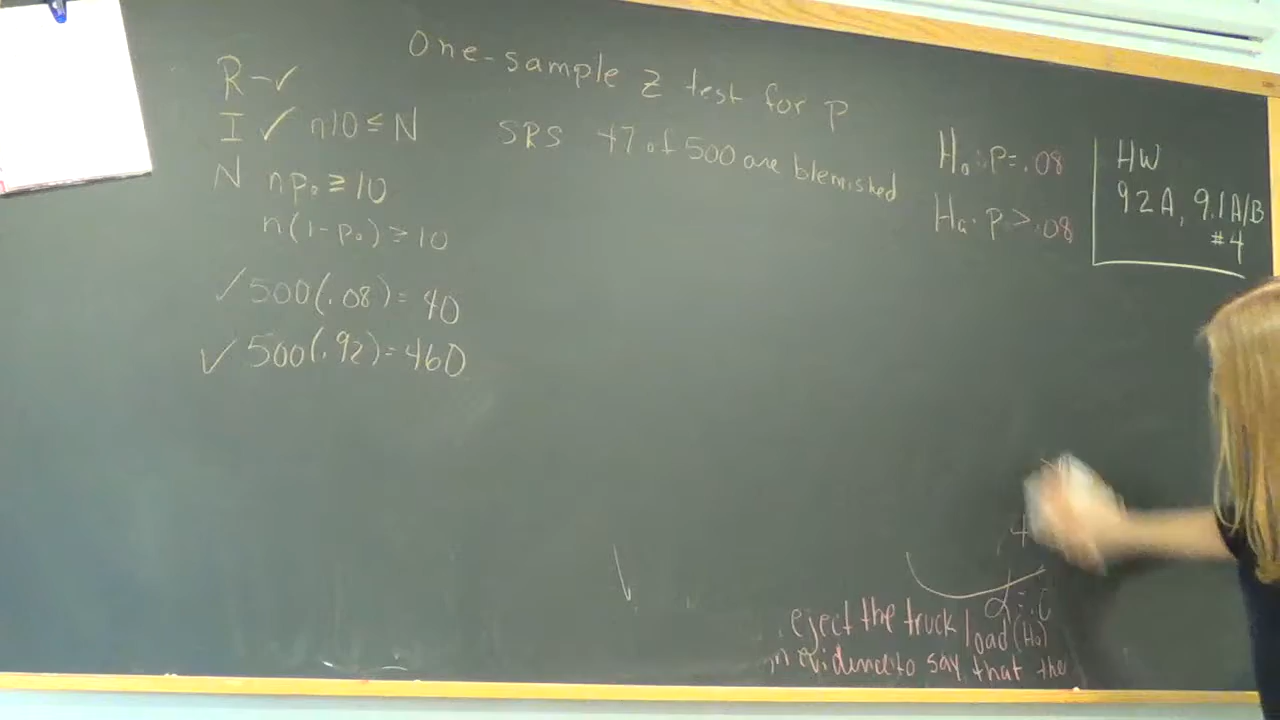 One-sample z test for p
R - ✓
I ✓ n10 ≤ N
N np₀ ≥ 10
n(1-p₀) ≥ 10
✓ 500(.08) = 40
✓ 500(.92) = 460
SRS 47 of 500 are blemished
H₀: p = .08
Hₐ: p > .08
HW
9.2A, 9.1A/B
#4
α = .0
eject the truck load (H₀)
evidence to say that the